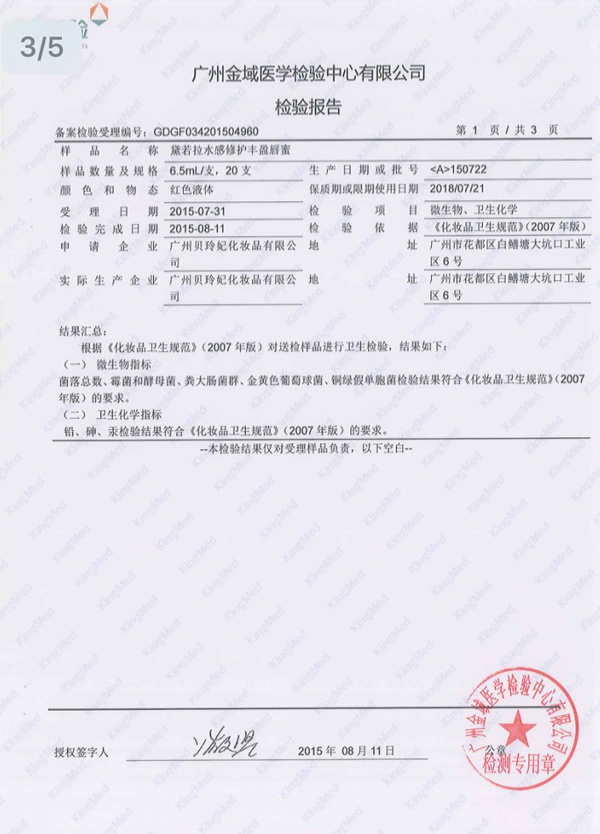 3/5
广州金域医学检验中心有限公司
检验报告
备案检验受理编号：GDGF034201504960 第 1 页 / 共 3 页
样品名称 黛若拉水感修护丰盈唇蜜
样品数量及规格 6.5mL/支，20 支 生产日期或批号 <A>150722
颜色和物态 红色液体 保质期或限期使用日期 2018/07/21
受理日期 2015-07-31 检验项目 微生物、卫生化学
检验完成日期 2015-08-11 检验依据 《化妆品卫生规范》(2007 年版)
申请企业 广州贝玲妃化妆品有限公 地址 广州市花都区白鳝塘大坑口工业
司 区 6 号
实际生产企业 广州贝玲妃化妆品有限公 地址 广州市花都区白鳝塘大坑口工业
司 区 6 号
结果汇总：
根据《化妆品卫生规范》（2007 年版）对送检样品进行卫生检验，结果如下：
（一） 微生物指标
菌落总数、霉菌和酵母菌、粪大肠菌群、金黄色葡萄球菌、铜绿假单胞菌检验结果符合《化妆品卫生规范》（2007
年版）的要求。
（二） 卫生化学指标
铅、砷、汞检验结果符合《化妆品卫生规范》（2007 年版）的要求。
--本检验结果仅对受理样品负责，以下空白--
授权签字人 2015 年 08 月 11 日 公章
广州金域医学检验中心有限公司
检测专用章
KingMed